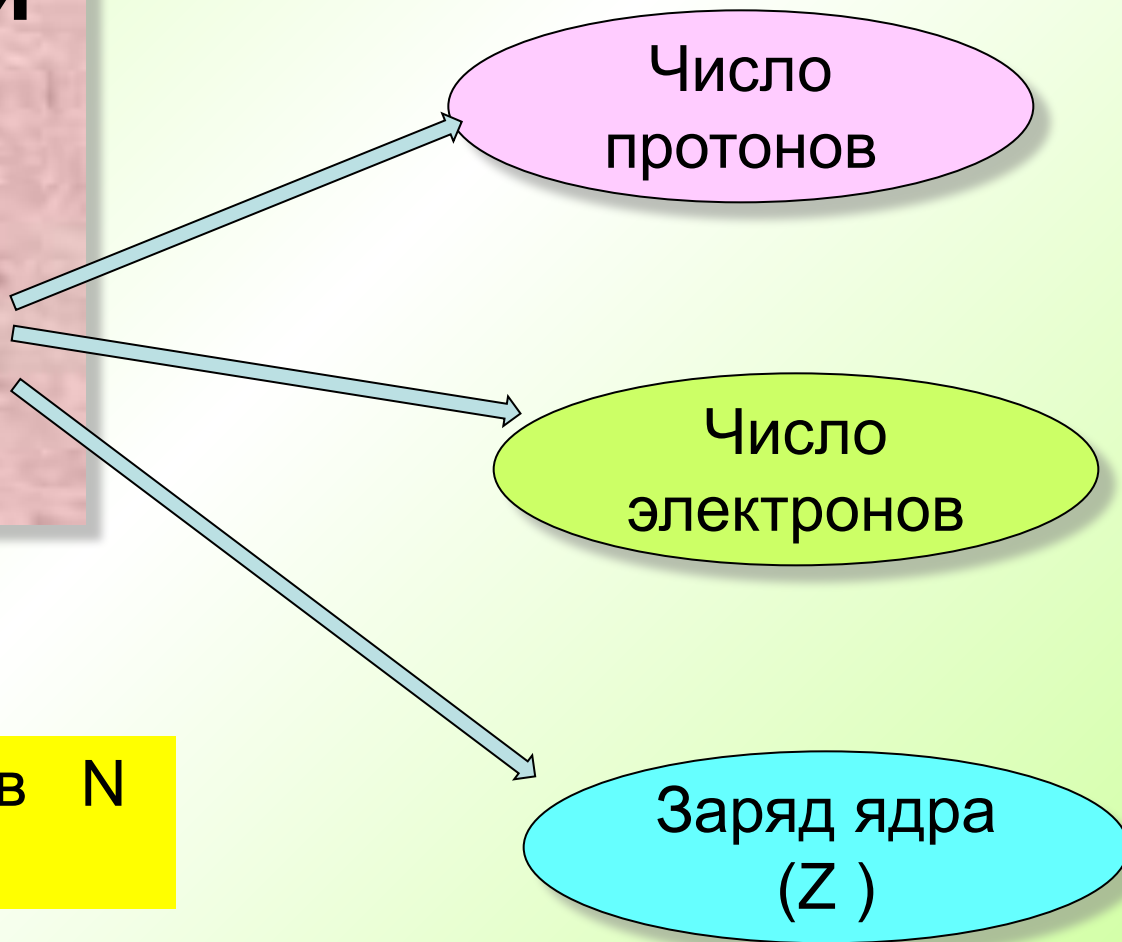 Число
протонов
Число
электронов
в N
Заряд ядра
(Z )